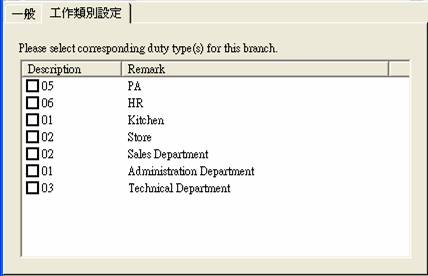 一般 工作類別設定
Please select corresponding duty type(s) for this branch.
Description Remark
05 PA
06 HR
01 Kitchen
02 Store
02 Sales Department
01 Administration Department
03 Technical Department